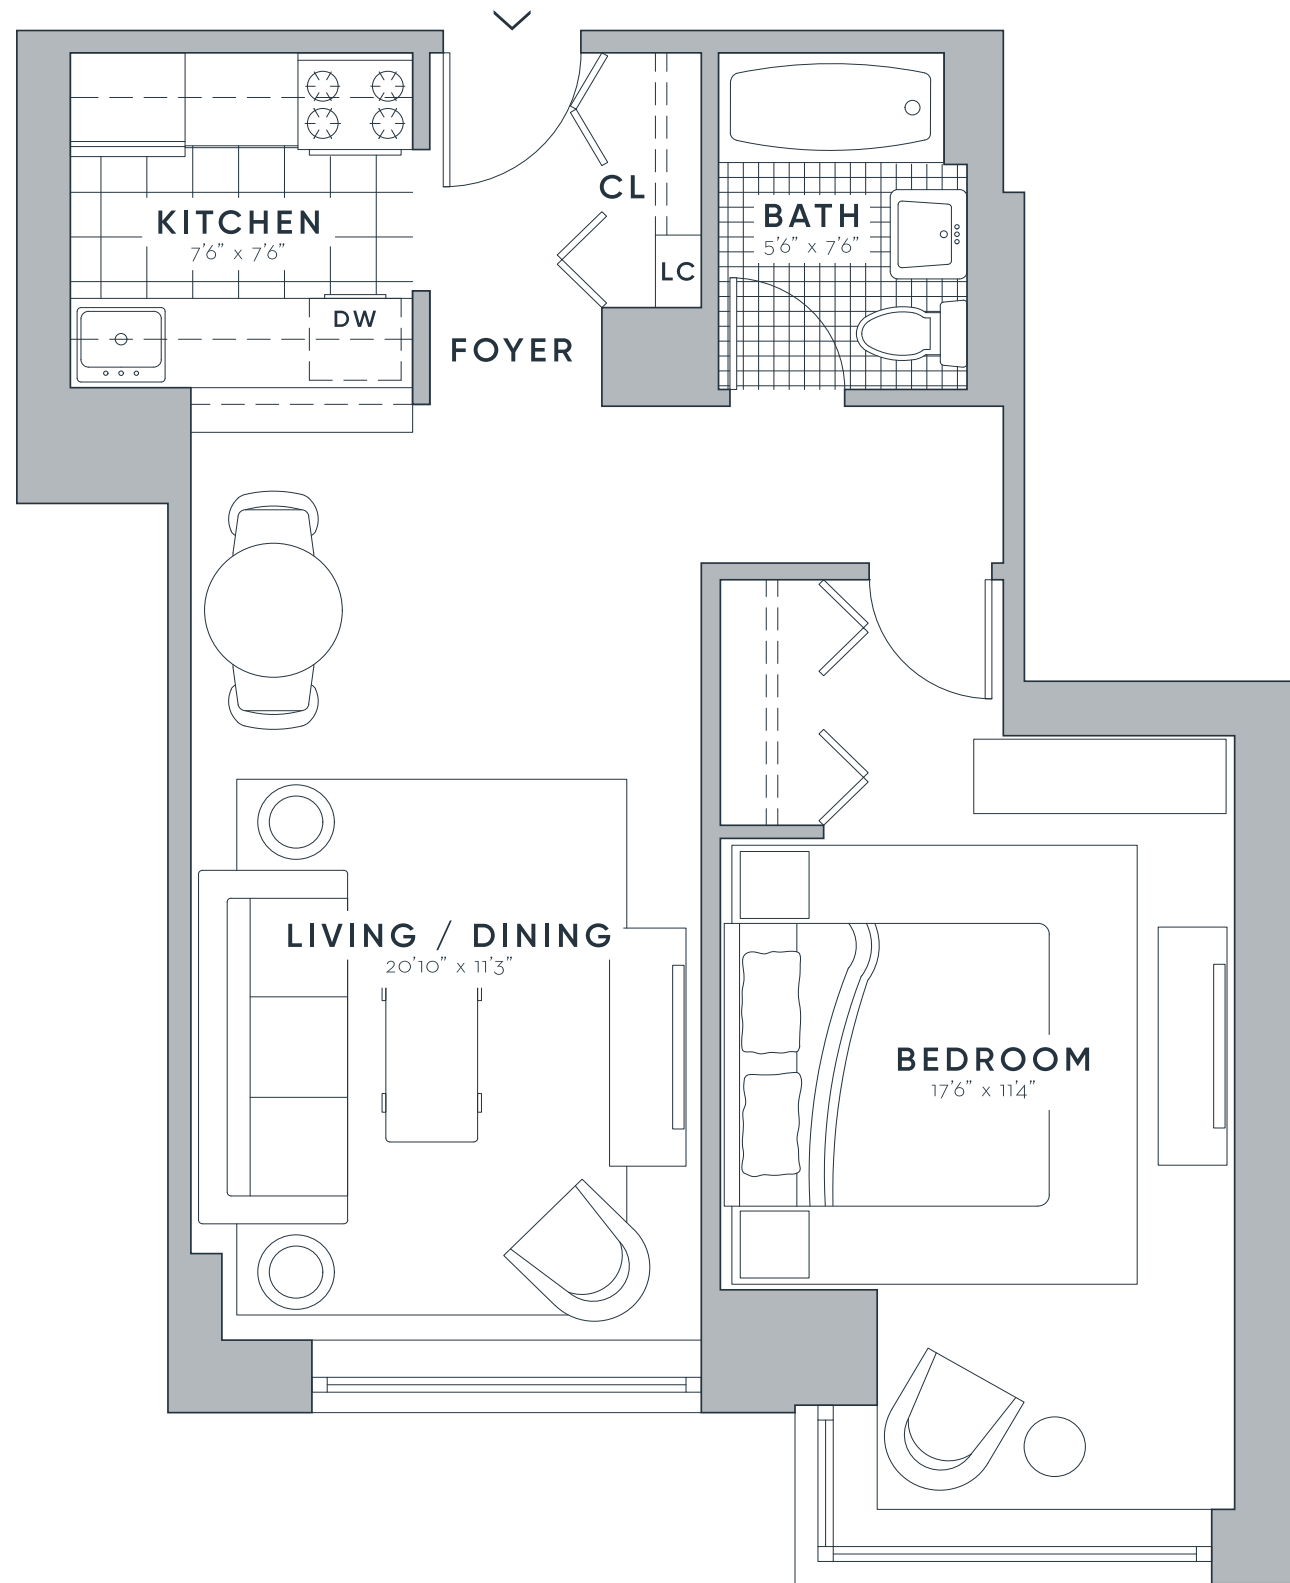 CL
KITCHEN
7'6" x 7'6"
BATH
5'6" x 7'6"
LC
DW
FOYER
LIVING / DINING
20'10" x 11'3"
BEDROOM
17'6" x 11'4"